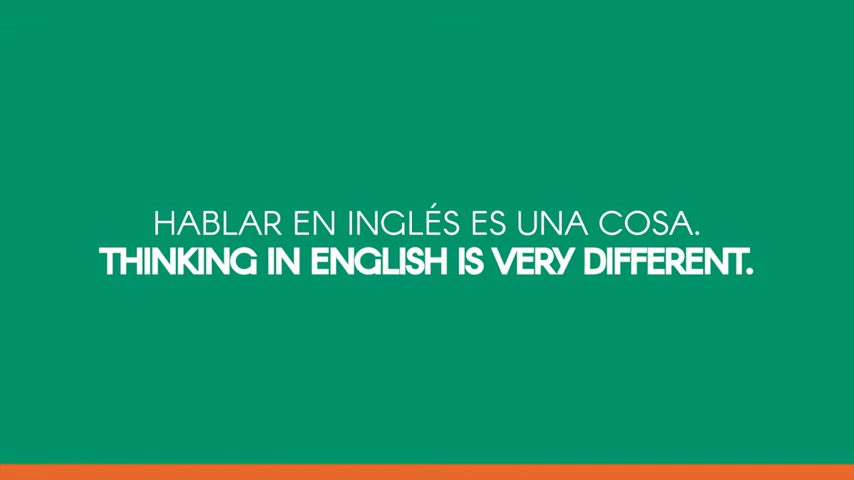 HABLAR EN INGLÉS ES UNA COSA.
THINKING IN ENGLISH IS VERY DIFFERENT.